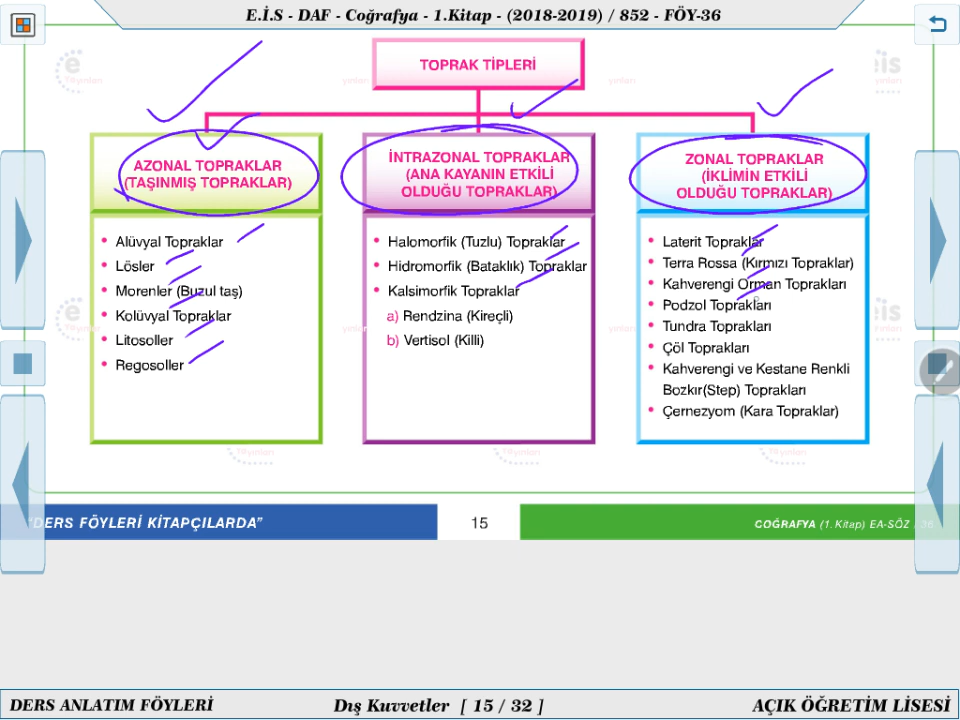 E.İ.S - DAF - Coğrafya - 1.Kitap - (2018-2019) / 852 - FÖY-36
TOPRAK TİPLERİ
AZONAL TOPRAKLAR
(TAŞINMIŞ TOPRAKLAR)
• Alüvyal Topraklar
• Lösler
• Morenler (Buzul taş)
• Kolüvyal Topraklar
• Litosoller
• Regosoller
İNTRAZONAL TOPRAKLAR
(ANA KAYANIN ETKİLİ
OLDUĞU TOPRAKLAR)
• Halomorfik (Tuzlu) Topraklar
• Hidromorfik (Bataklık) Topraklar
• Kalsimorfik Topraklar
a) Rendzina (Kireçli)
b) Vertisol (Killi)
ZONAL TOPRAKLAR
(İKLİMİN ETKİLİ
OLDUĞU TOPRAKLAR)
• Laterit Topraklar
• Terra Rossa (Kırmızı Topraklar)
• Kahverengi Orman Toprakları
• Podzol Toprakları
• Tundra Toprakları
• Çöl Toprakları
• Kahverengi ve Kestane Renkli
Bozkır(Step) Toprakları
• Çernezyom (Kara Topraklar)
"DERS FÖYLERİ KİTAPÇILARDA"
15
COĞRAFYA (1.Kitap) EA-SÖZ / 36
DERS ANLATIM FÖYLERİ
Dış Kuvvetler [ 15 / 32 ]
AÇIK ÖĞRETİM LİSESİ